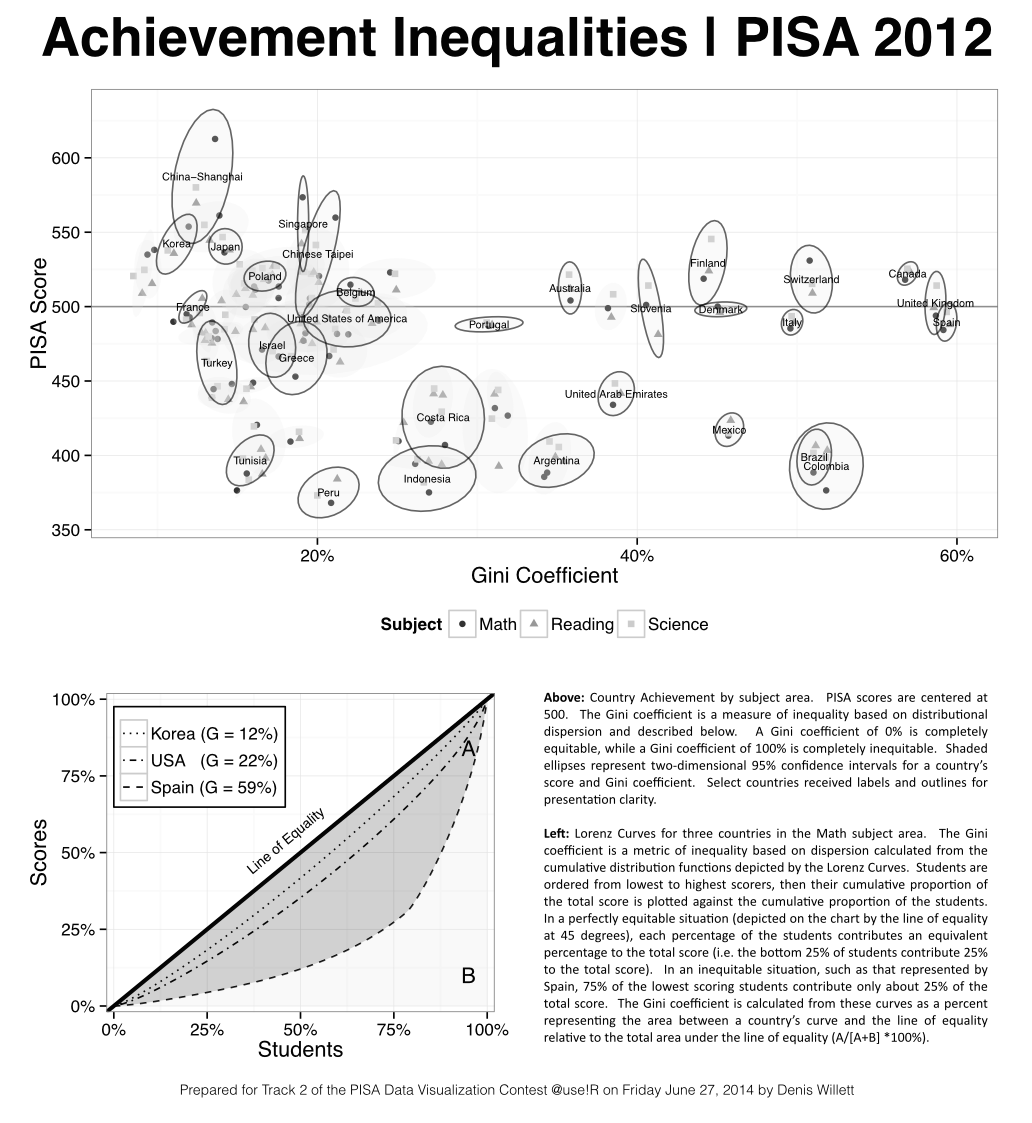 Achievement Inequalities | PISA 2012
PISA Score
600
550
500
450
400
350
China−Shanghai
Korea
Japan
Singapore
Chinese Taipei
Poland
Belgium
France
United States of America
Israel
Greece
Turkey
Portugal
Australia
Slovenia
Finland
Denmark
Switzerland
Italy
Canada
United Kingdom
Spain
United Arab Emirates
Costa Rica
Mexico
Tunisia
Argentina
Brazil
Colombia
Indonesia
Peru
20%
40%
60%
Gini Coefficient
Subject Math Reading Science
Scores
100%
75%
50%
25%
0%
Korea (G = 12%)
USA (G = 22%)
Spain (G = 59%)
Line of Equality
A
B
0%
25%
50%
75%
100%
Students
Above: Country Achievement by subject area. PISA scores are centered at
500. The Gini coefficient is a measure of inequality based on distributional
dispersion and described below. A Gini coefficient of 0% is completely
equitable, while a Gini coefficient of 100% is completely inequitable. Shaded
ellipses represent two-dimensional 95% confidence intervals for a country's
score and Gini coefficient. Select countries received labels and outlines for
presentation clarity.
Left: Lorenz Curves for three countries in the Math subject area. The Gini
coefficient is a metric of inequality based on dispersion calculated from the
cumulative distribution functions depicted by the Lorenz Curves. Students are
ordered from lowest to highest scorers, then their cumulative proportion of
the total score is plotted against the cumulative proportion of the students.
In a perfectly equitable situation (depicted on the chart by the line of equality
at 45 degrees), each percentage of the students contributes an equivalent
percentage to the total score (i.e. the bottom 25% of students contribute 25%
to the total score). In an inequitable situation, such as that represented by
Spain, 75% of the lowest scoring students contribute only about 25% of the
total score. The Gini coefficient is calculated from these curves as a percent
representing the area between a country's curve and the line of equality
relative to the total area under the line of equality (A/[A+B] *100%).
Prepared for Track 2 of the PISA Data Visualization Contest @use!R on Friday June 27, 2014 by Denis Willett